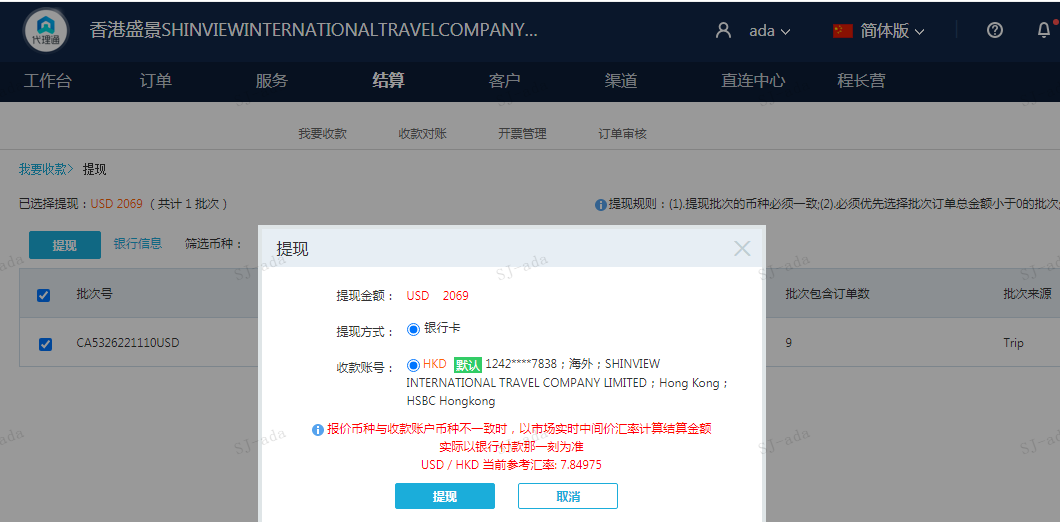 代理通
香港盛景SHINVIEWINTERNATIONALTRAVELCOMPANY...
ada
简体版
工作台 订单 服务 结算 客户 渠道 直连中心 程长营
我要收款 收款对账 开票管理 订单审核
我要收款> 提现
已选择提现：USD 2069 （ 共计 1 批次 ）
提现规则：(1).提现批次的币种必须一致;(2).必须优先选择批次订单总金额小于0的批次
提现 银行信息 筛选币种：
批次号 批次包含订单数 批次来源
CA5326221110USD 9 Trip
提现
提现金额： USD 2069
提现方式： 银行卡
收款账号： HKD 默认 1242****7838；海外；SHINVIEW
INTERNATIONAL TRAVEL COMPANY LIMITED；Hong Kong；
HSBC Hongkong
报价币种与收款账户币种不一致时，以市场实时中间价汇率计算结算金额
实际以银行付款那一刻为准
USD / HKD 当前参考汇率: 7.84975
提现 取消
SJ-ada
SJ-ada
SJ-ada
SJ-ada
SJ-ada